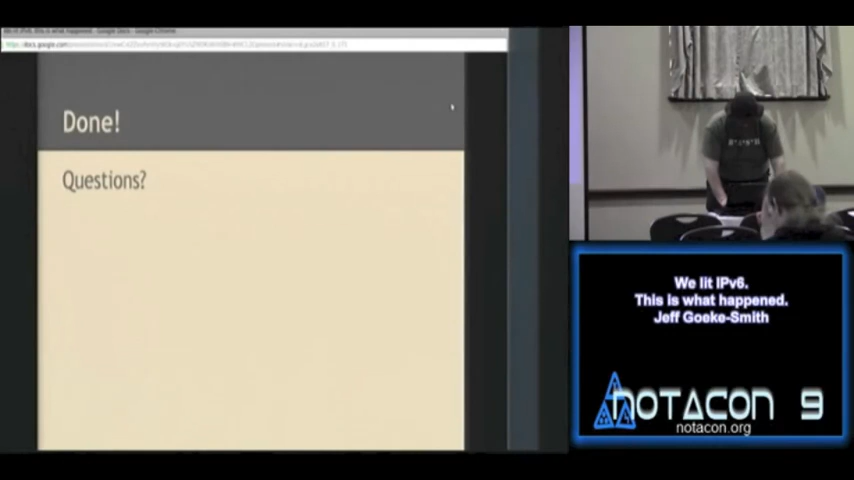 Done!
Questions?
We lit IPv6.
This is what happened.
Jeff Goeke-Smith
NOTACON 9
notacon.org